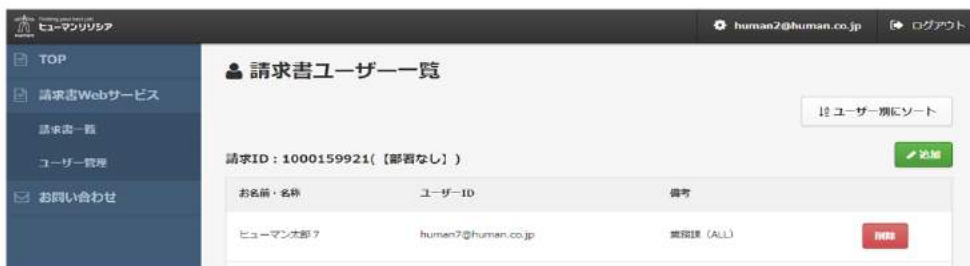 Finding your next job
ヒューマンリソシア
human2@human.co.jp
ログアウト
TOP
請求書Webサービス
請求書一覧
ユーザー管理
お問い合わせ
請求書ユーザー一覧
ユーザー別にソート
請求ID:1000159921(【部署なし】)
追加
お名前・名称 ユーザーID 備考
ヒューマン太郎7 human7@human.co.jp 業務課(ALL) 削除